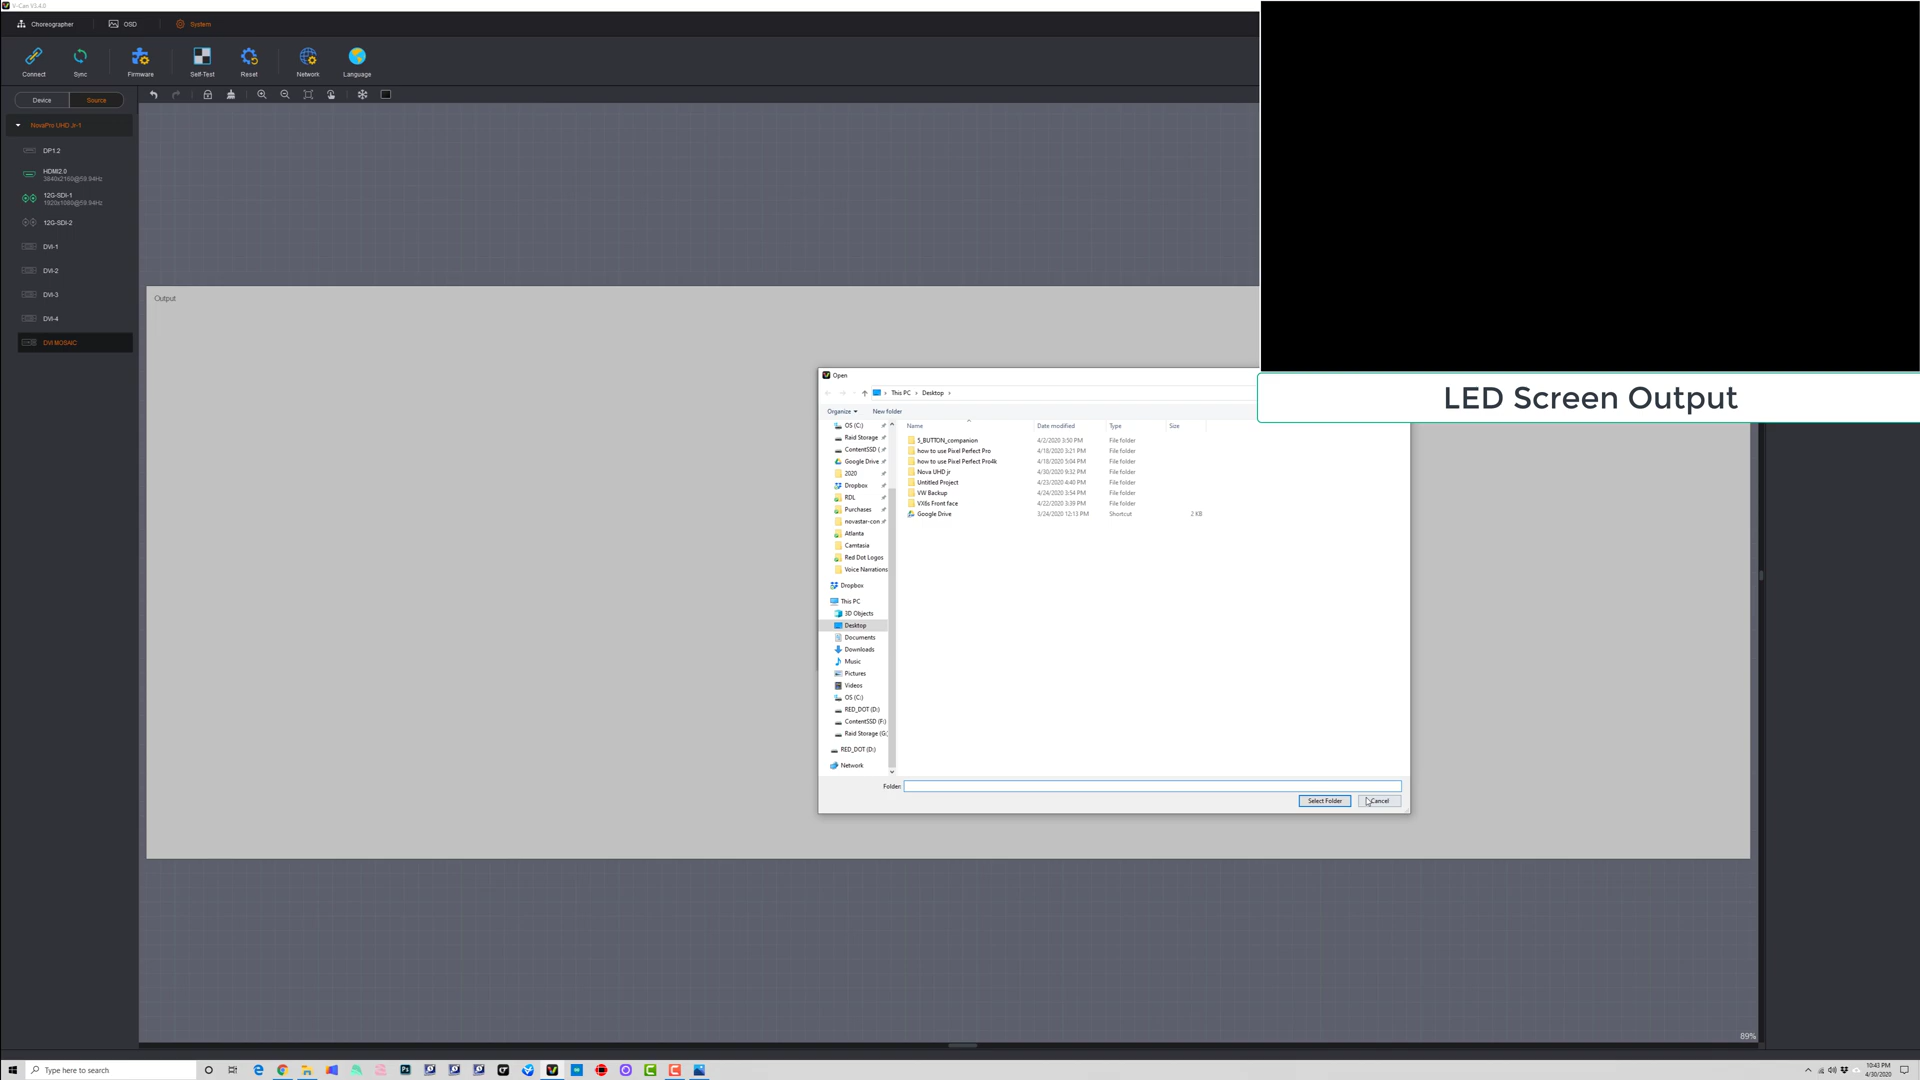 V-Can V3.4.0
Choreographer
OSD
System
Connect
Sync
Firmware
Self-Test
Reset
Network
Language
Device
Source
NovaPro UHD Jr-1
DP1.2
HDMI2.0
3840x2160@59.94Hz
12G-SDI-1
1920x1080@59.94Hz
12G-SDI-2
DVI-1
DVI-2
DVI-3
DVI-4
DVI MOSAIC
Output
LED Screen Output
Open
This PC > Desktop >
Organize
New folder
Name
Date modified
Type
Size
OS (C:)
Raid Storage
ContentSSD (
Google Drive
2020
Dropbox
RDL
Purchases
novastar-con
Atlanta
Camtasia
Red Dot Logos
Voice Narrations
Dropbox
This PC
3D Objects
Desktop
Documents
Downloads
Music
Pictures
Videos
OS (C:)
RED_DOT (D:)
ContentSSD (F:)
Raid Storage (G:
RED_DOT (D:)
Network
5_BUTTON_companion 4/2/2020 3:50 PM File folder
how to use Pixel Perfect Pro 4/18/2020 3:21 PM File folder
how to use Pixel Perfect Pro4k 4/18/2020 5:04 PM File folder
Nova UHD jr 4/30/2020 9:32 PM File folder
Untitled Project 4/23/2020 4:40 PM File folder
VW Backup 4/24/2020 3:54 PM File folder
VX6s Front face 4/22/2020 3:39 PM File folder
Google Drive 3/24/2020 12:13 PM Shortcut 2 KB
Folder:
Select Folder
Cancel
89%
Type here to search
Ps
10:43 PM
4/30/2020